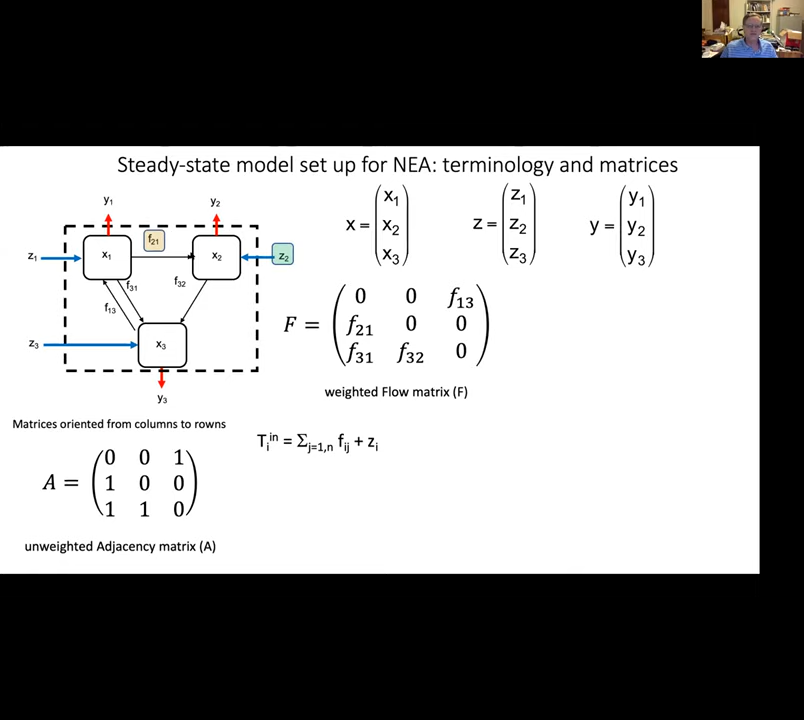 Steady-state model set up for NEA: terminology and matrices
y₁ y₂
z₁ x₁ f₂₁ x₂ z₂
f₃₁ f₃₂
f₁₃
z₃ x₃
y₃
x = (x₁ x₂ x₃)
z = (z₁ z₂ z₃)
y = (y₁ y₂ y₃)
F =
0 0 f₁₃
f₂₁ 0 0
f₃₁ f₃₂ 0
weighted Flow matrix (F)
Matrices oriented from columns to rowns
Tᵢⁱⁿ = Σⱼ₌₁,ₙ fᵢⱼ + zᵢ
A =
0 0 1
1 0 0
1 1 0
unweighted Adjacency matrix (A)